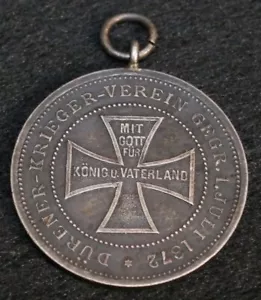 DÜRENER-KRIEGER-VEREIN GEGR. 1. JULI 1872
MIT
GOTT
FÜR
KÖNIG U. VATERLAND